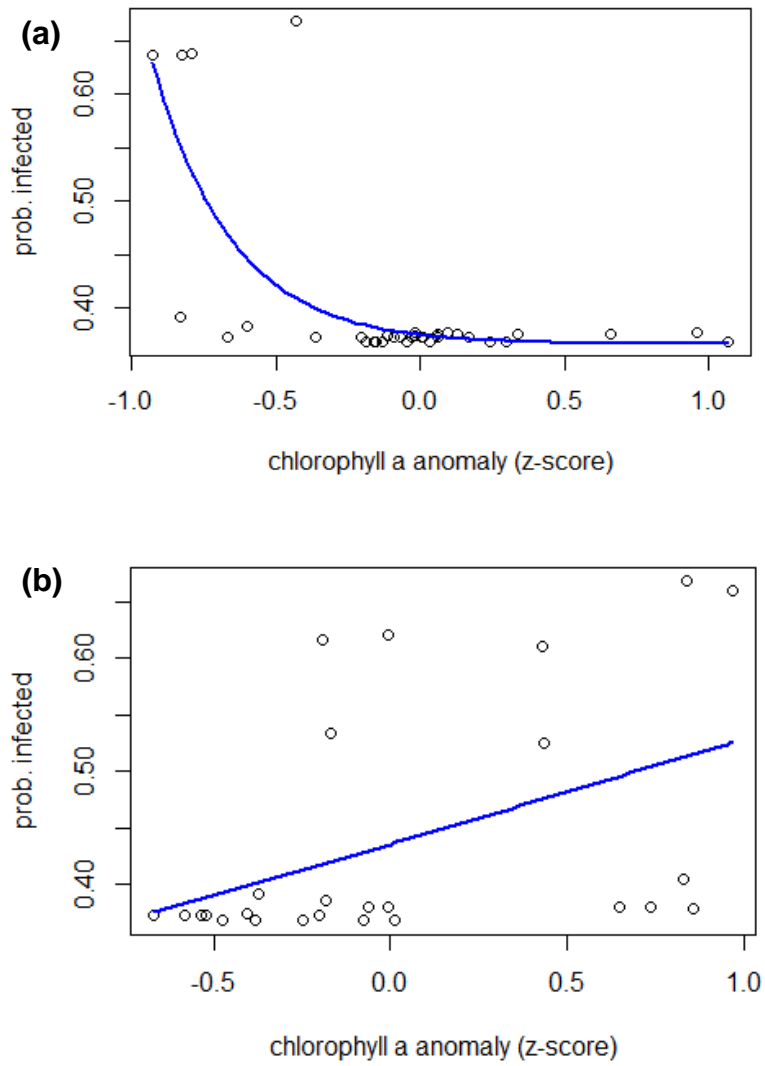 (a)
prob. infected
0.60
0.50
0.40
-1.0 -0.5 0.0 0.5 1.0
chlorophyll a anomaly (z-score)
(b)
prob. infected
0.60
0.50
0.40
-0.5 0.0 0.5 1.0
chlorophyll a anomaly (z-score)